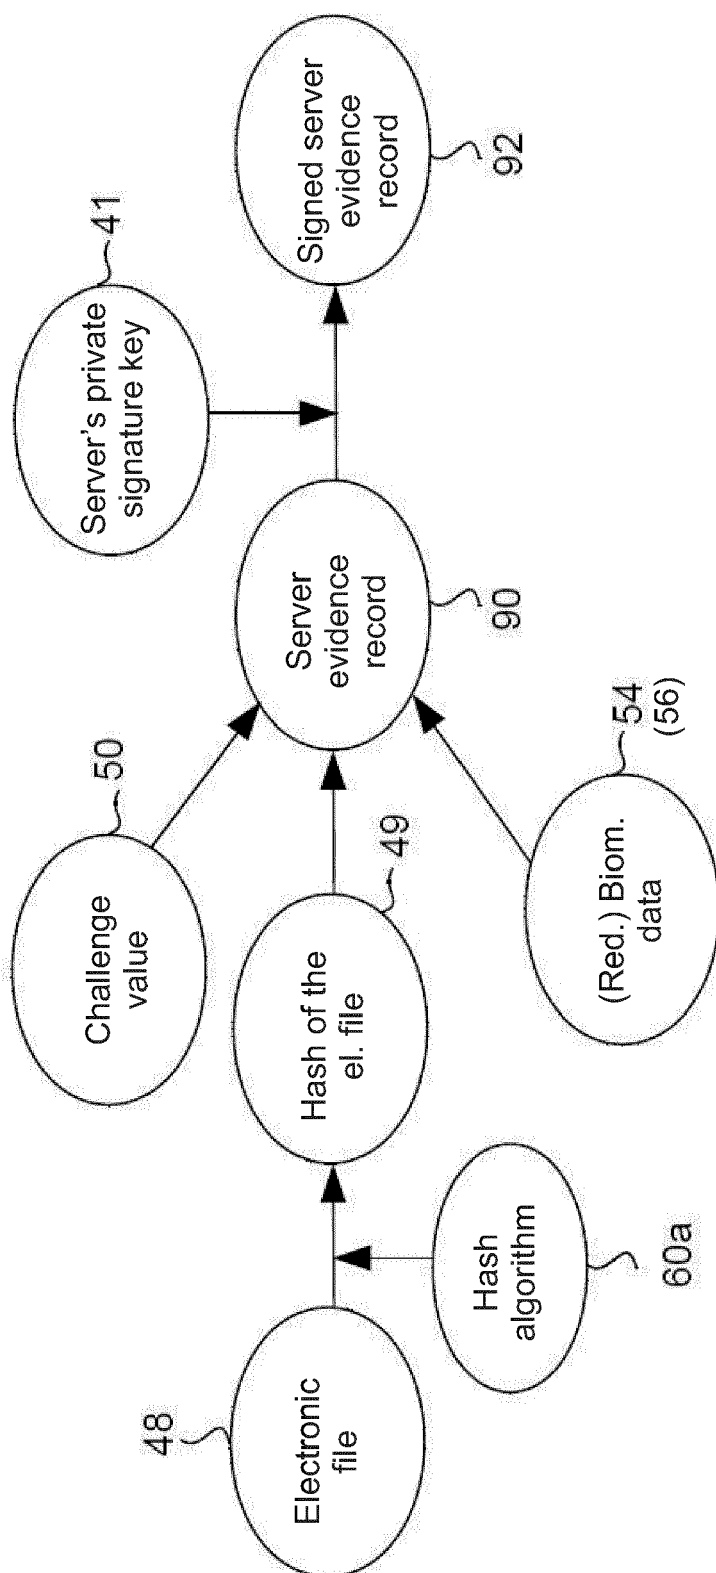 48
Electronic
file
Hash
algorithm
60a
Hash of the
el. file
49
Challenge
value
50
(Red.) Biom.
data
54
(56)
Server
evidence
record
90
Server's private
signature key
41
Signed server
evidence
record
92